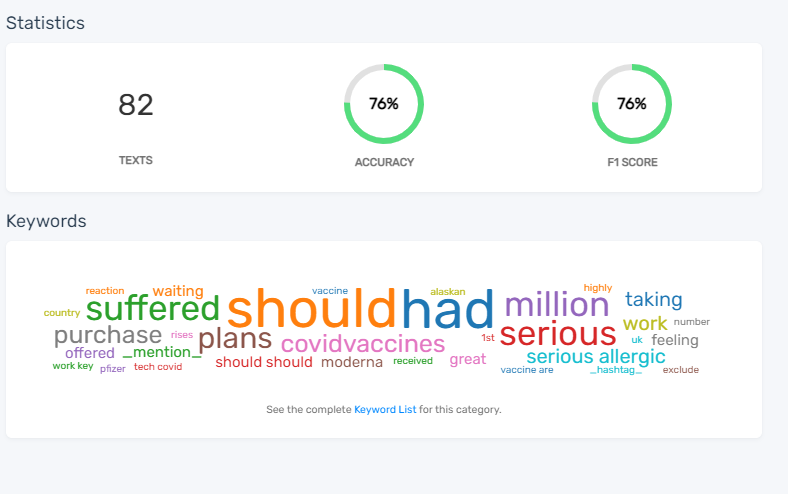 Statistics
82
76%
76%
TEXTS
ACCURACY
F1 SCORE
Keywords
reaction waiting vaccine alaskan highly
country suffered should had million taking
purchase rises plans covidvaccines 1st serious work number
offered _mention_ should should moderna received great serious allergic uk feeling
work key pfizer tech covid vaccine are _hashtag_ exclude
See the complete Keyword List for this category.